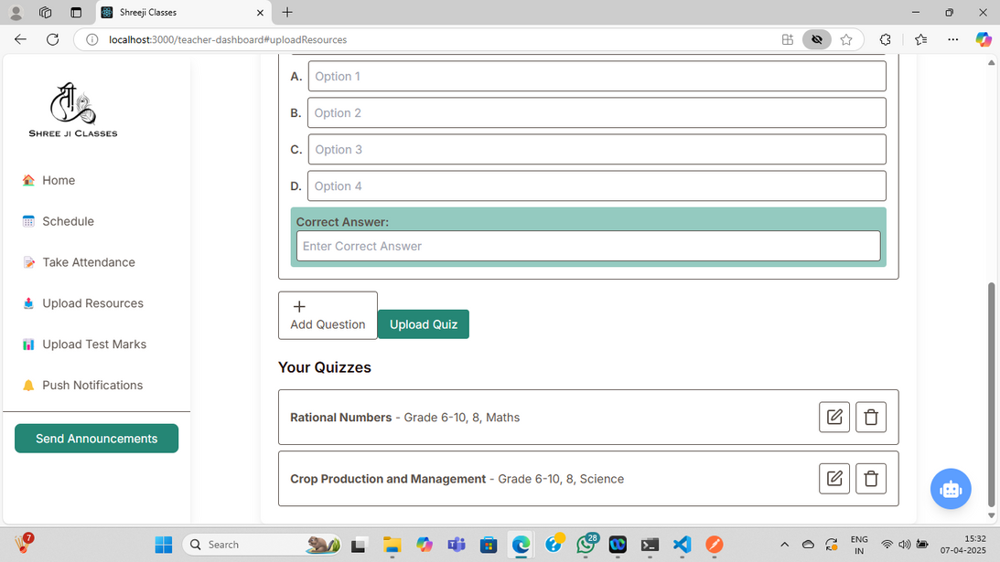 Shreeji Classes
localhost:3000/teacher-dashboard#uploadResources
श्री
SHREE JI CLASSES
Home
Schedule
Take Attendance
Upload Resources
Upload Test Marks
Push Notifications
Send Announcements
A. Option 1
B. Option 2
C. Option 3
D. Option 4
Correct Answer:
Enter Correct Answer
Add Question
Upload Quiz
Your Quizzes
Rational Numbers - Grade 6-10, 8, Maths
Crop Production and Management - Grade 6-10, 8, Science
7
Search
28
ENG
IN
15:32
07-04-2025